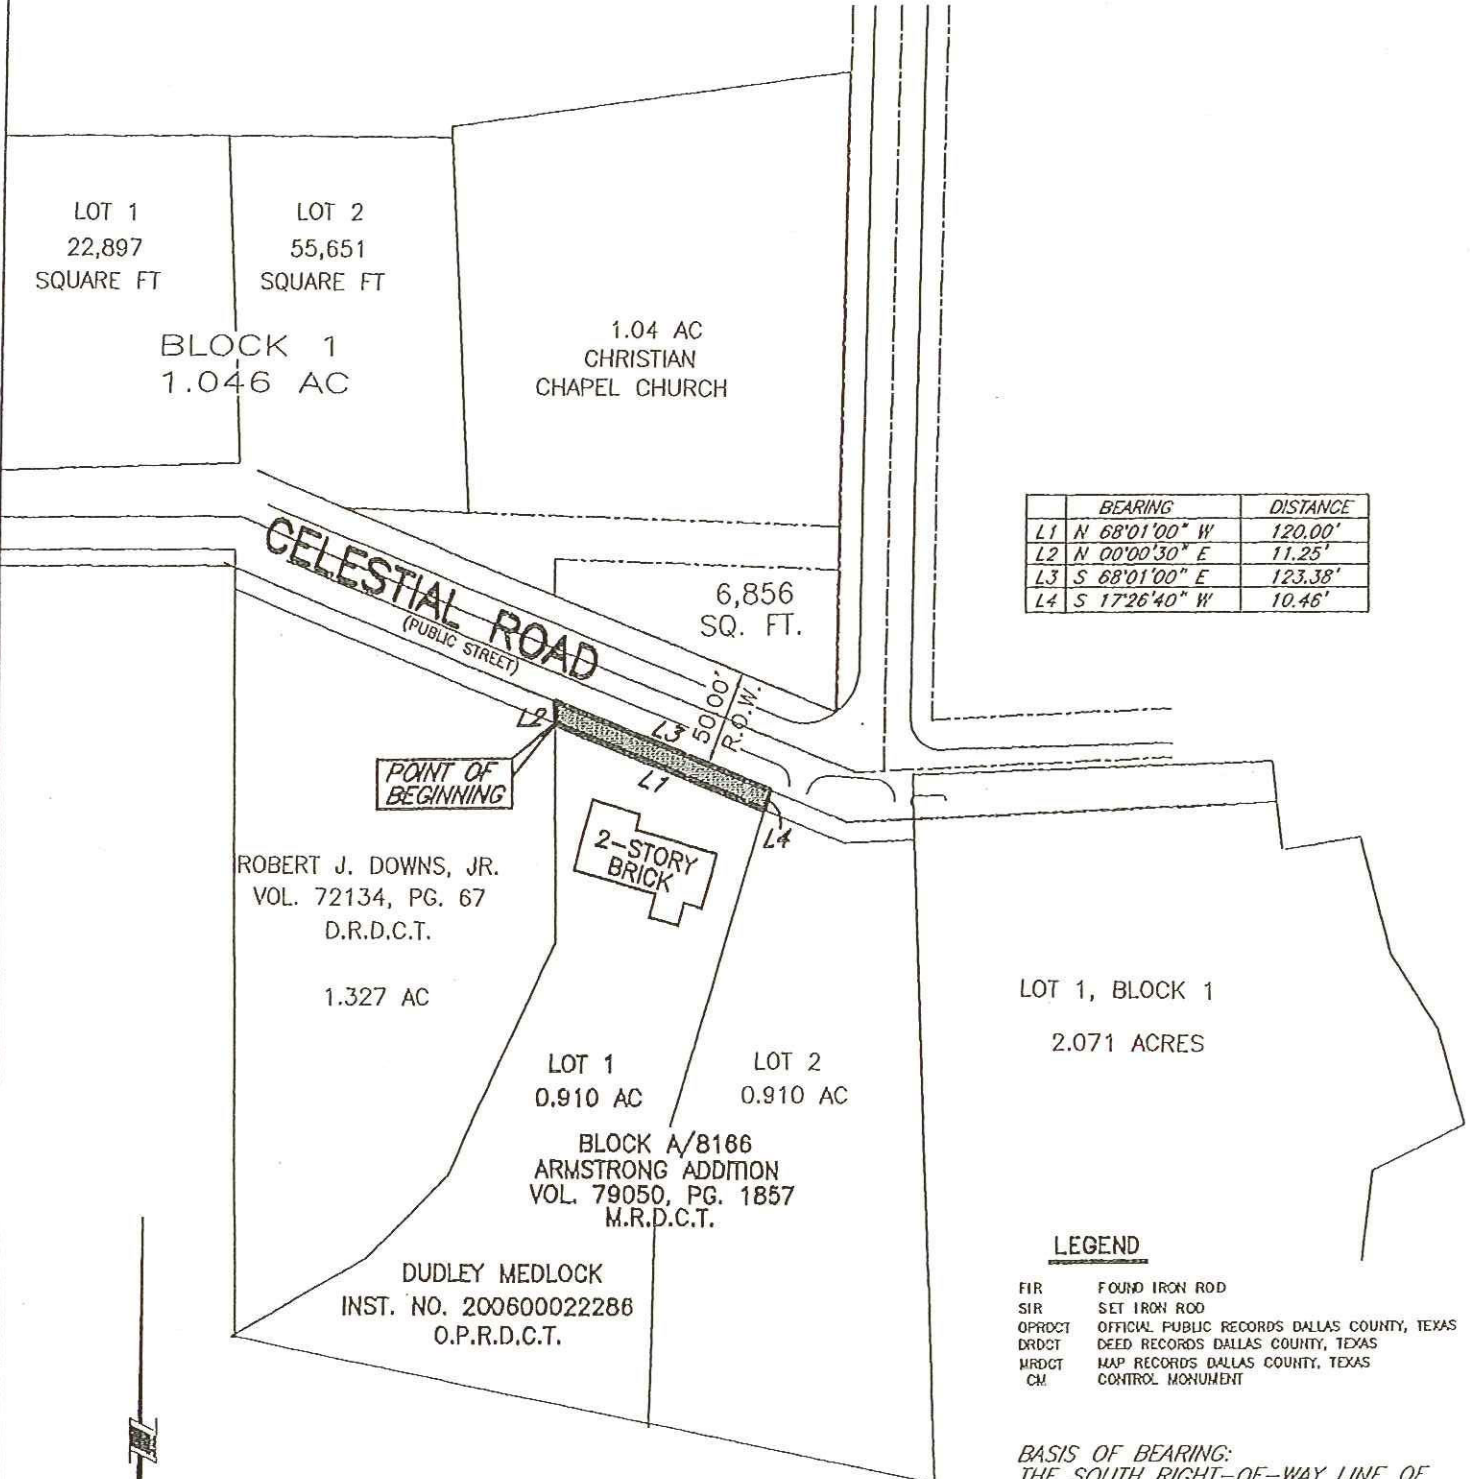 LOT 1
22,897
SQUARE FT
LOT 2
55,651
SQUARE FT
BLOCK 1
1.046 AC
1.04 AC
CHRISTIAN
CHAPEL CHURCH
BEARING DISTANCE
L1 N 68°01'00" W 120.00'
L2 N 00°00'30" E 11.25'
L3 S 68°01'00" E 123.38'
L4 S 17°26'40" W 10.46'
CELESTIAL ROAD
(PUBLIC STREET)
6,856
SQ. FT.
50.00'
R.O.W.
L2
L3
L1
L4
POINT OF
BEGINNING
2-STORY
BRICK
ROBERT J. DOWNS, JR.
VOL. 72134, PG. 67
D.R.D.C.T.
1.327 AC
LOT 1, BLOCK 1
2.071 ACRES
LOT 1
0.910 AC
LOT 2
0.910 AC
BLOCK A/8166
ARMSTRONG ADDITION
VOL. 79050, PG. 1857
M.R.D.C.T.
DUDLEY MEDLOCK
INST. NO. 200600022286
O.P.R.D.C.T.
LEGEND
FIR FOUND IRON ROD
SIR SET IRON ROD
OPRDCT OFFICIAL PUBLIC RECORDS DALLAS COUNTY, TEXAS
DRDCT DEED RECORDS DALLAS COUNTY, TEXAS
MRDCT MAP RECORDS DALLAS COUNTY, TEXAS
CM CONTROL MONUMENT
BASIS OF BEARING:
THE SOUTH RIGHT-OF-WAY LINE OF